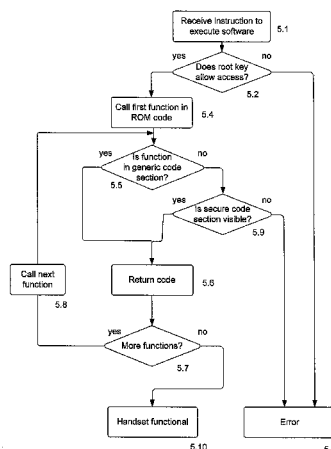 Receive Instruction to
execute software
5.1
yes
no
Does root key
allow access?
5.2
Call first function in
ROM code
5.4
yes
no
Is function
in generic code
section?
5.5
yes
no
Is secure code
section visible?
5.9
Call next
function
5.8
Return code
5.6
yes
no
More functions?
5.7
Handset functional
5.10
Error